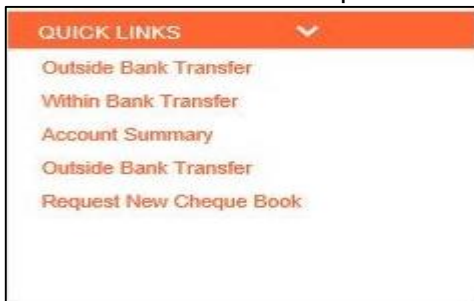 QUICK LINKS
Outside Bank Transfer
Within Bank Transfer
Account Summary
Outside Bank Transfer
Request New Cheque Book